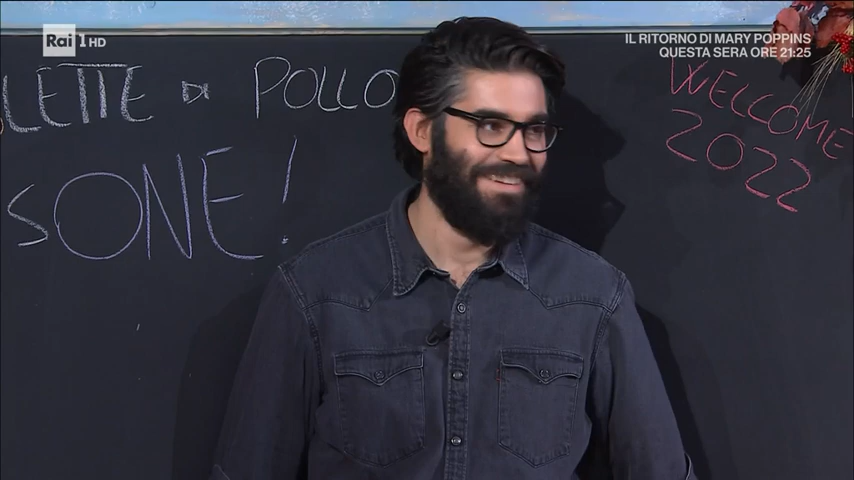 Rai 1 HD
IL RITORNO DI MARY POPPINS
QUESTA SERA ORE 21:25
LETTE DI POLLO
SONE!
WELCOME
2022